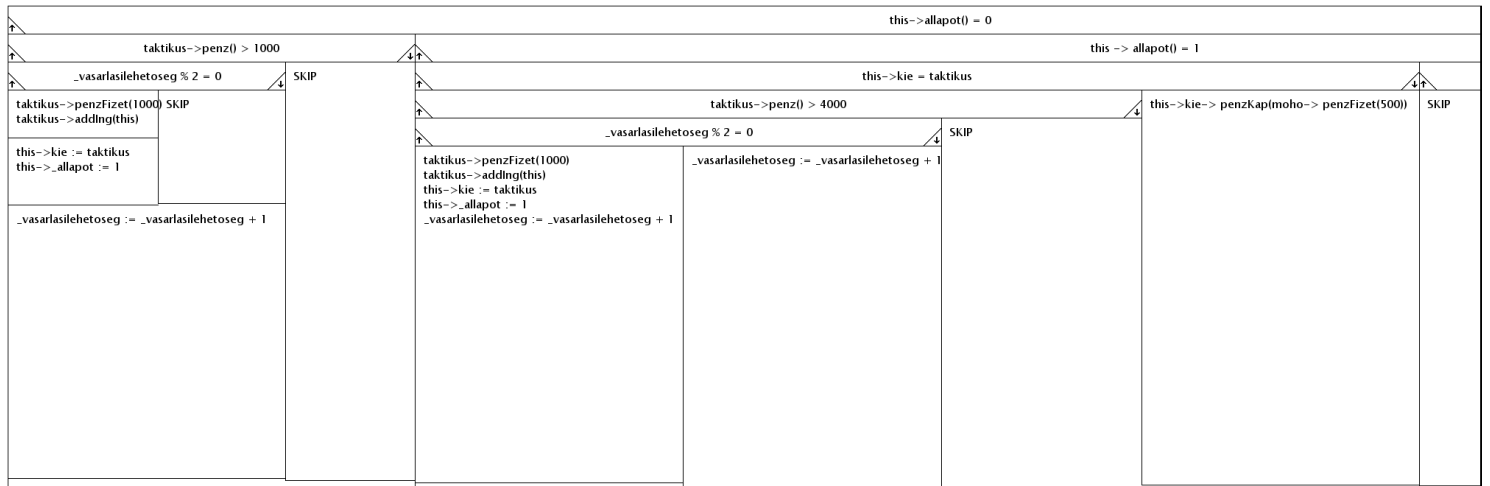 this->allapot() = 0
taktikus->penz() > 1000
this -> allapot() = 1
_vasarlasilehetoseg % 2 = 0
SKIP
this->kie = taktikus
taktikus->penzFizet(1000)
taktikus->addIng(this)
SKIP
this->kie := taktikus
this->_allapot := 1
_vasarlasilehetoseg := _vasarlasilehetoseg + 1
taktikus->penz() > 4000
this->kie-> penzKap(moho-> penzFizet(500))
SKIP
_vasarlasilehetoseg % 2 = 0
SKIP
taktikus->penzFizet(1000)
taktikus->addIng(this)
this->kie := taktikus
this->_allapot := 1
_vasarlasilehetoseg := _vasarlasilehetoseg + 1
_vasarlasilehetoseg := _vasarlasilehetoseg + 1